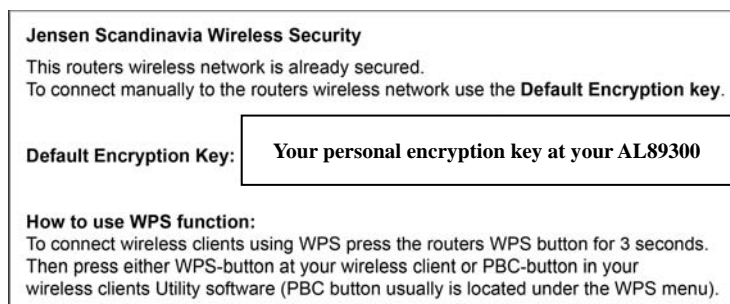 Jensen Scandinavia Wireless Security
This routers wireless network is already secured.
To connect manually to the routers wireless network use the Default Encryption key.
Default Encryption Key: Your personal encryption key at your AL89300
How to use WPS function:
To connect wireless clients using WPS press the routers WPS button for 3 seconds.
Then press either WPS-button at your wireless client or PBC-button in your
wireless clients Utility software (PBC button usually is located under the WPS menu).